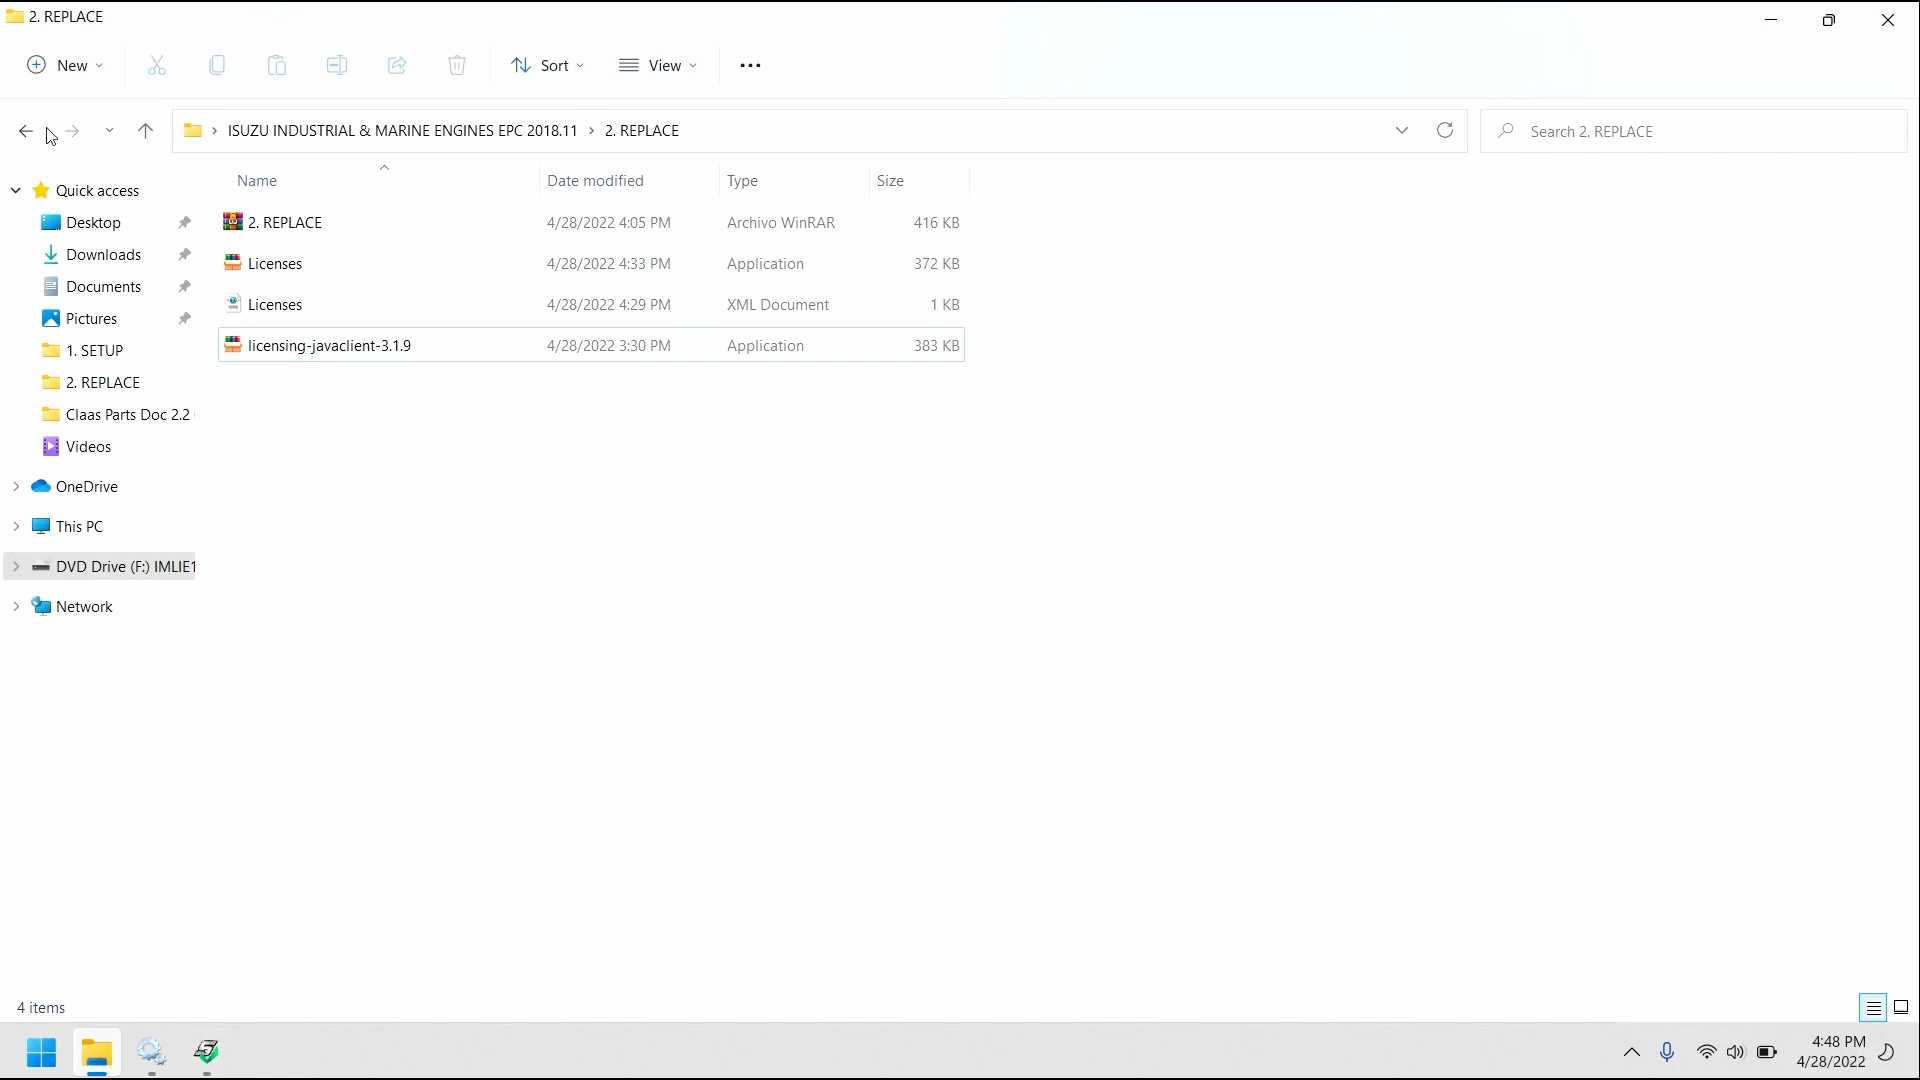 2. REPLACE
New
Sort
View
ISUZU INDUSTRIAL & MARINE ENGINES EPC 2018.11 > 2. REPLACE
Search 2. REPLACE
Name Date modified Type Size
2. REPLACE 4/28/2022 4:05 PM Archivo WinRAR 416 KB
Licenses 4/28/2022 4:33 PM Application 372 KB
Licenses 4/28/2022 4:29 PM XML Document 1 KB
licensing-javaclient-3.1.9 4/28/2022 3:30 PM Application 383 KB
Quick access
Desktop
Downloads
Documents
Pictures
1. SETUP
2. REPLACE
Claas Parts Doc 2.2
Videos
OneDrive
This PC
DVD Drive (F:) IMLIE1
Network
4 items
4:48 PM
4/28/2022